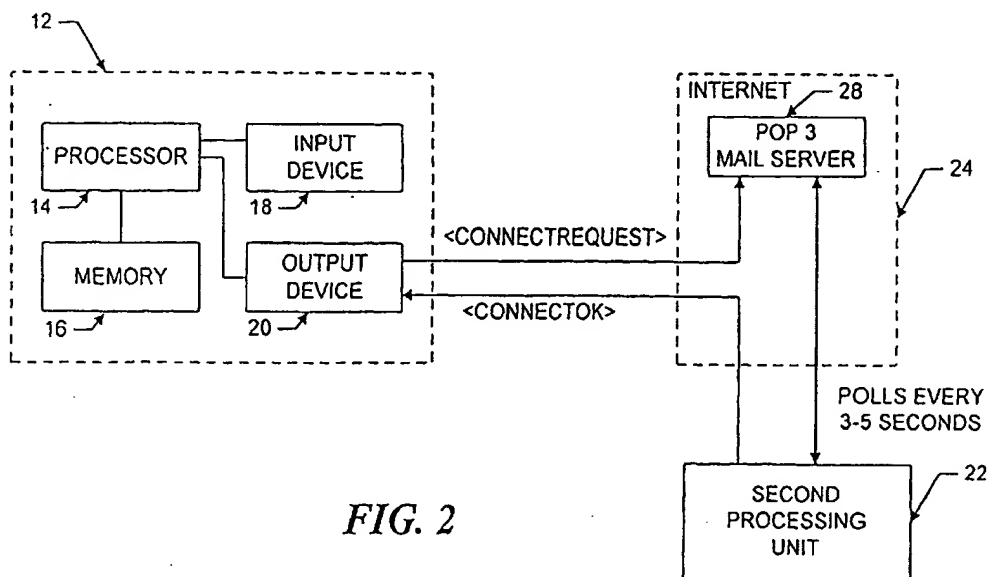 12
PROCESSOR
14
INPUT
DEVICE
18
MEMORY
16
OUTPUT
DEVICE
20
<CONNECTREQUEST>
<CONNECTOK>
INTERNET
28
POP 3
MAIL SERVER
24
POLLS EVERY
3-5 SECONDS
SECOND
PROCESSING
UNIT
22
FIG. 2